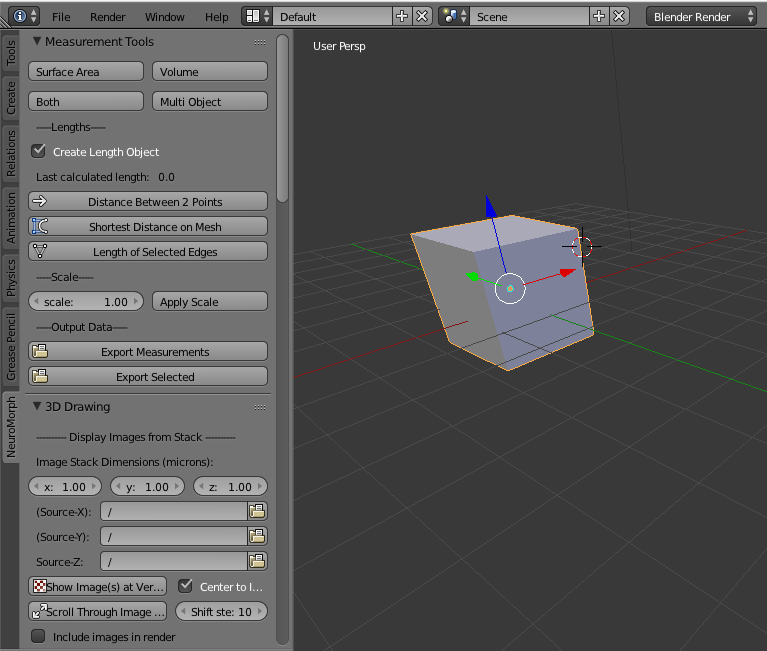 File Render Window Help Default Scene Blender Render
Tools
Create
Relations
Animation
Physics
Grease Pencil
NeuroMorph
Measurement Tools
Surface Area Volume
Both Multi Object
----Lengths----
Create Length Object
Last calculated length: 0.0
Distance Between 2 Points
Shortest Distance on Mesh
Length of Selected Edges
----Scale----
scale: 1.00 Apply Scale
----Output Data----
Export Measurements
Export Selected
3D Drawing
---------- Display Images from Stack ----------
Image Stack Dimensions (microns):
x: 1.00 y: 1.00 z: 1.00
(Source-X): /
(Source-Y): /
Source-Z: /
Show Image(s) at Ver... Center to I...
Scroll Through Image ... Shift ste: 10
Include images in render
User Persp